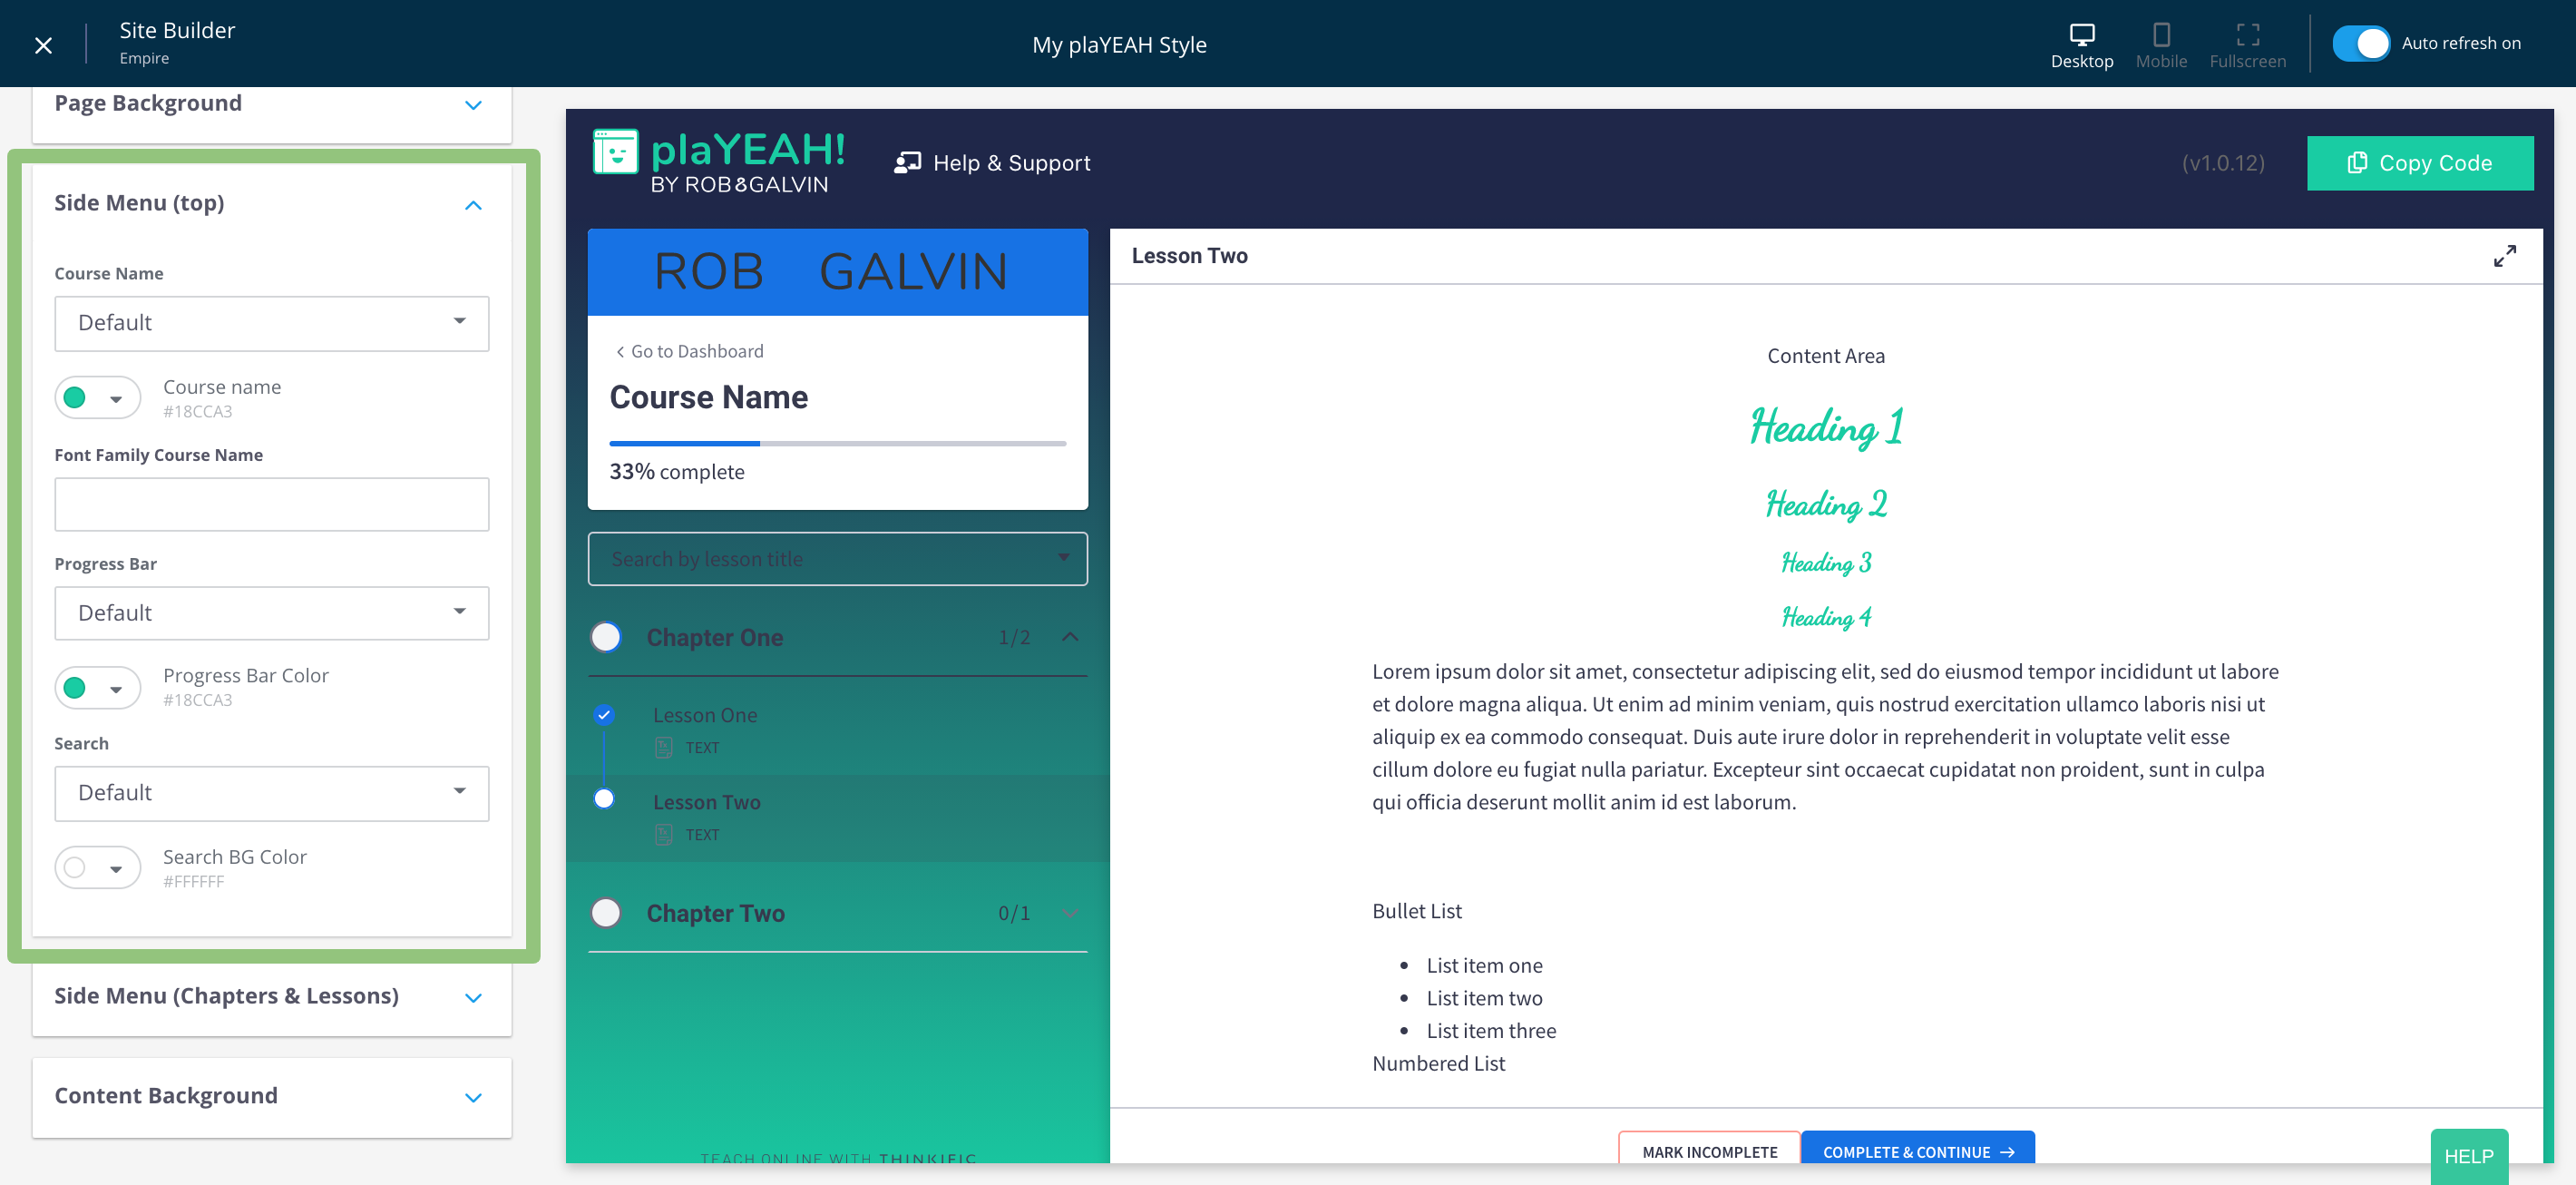 Site Builder
Empire
My plaYEAH Style
Desktop
Mobile
Fullscreen
Auto refresh on
Page Background
Side Menu (top)
Course Name
Default
Course name
#18CCA3
Font Family Course Name
Progress Bar
Default
Progress Bar Color
#18CCA3
Search
Default
Search BG Color
#FFFFFF
Side Menu (Chapters & Lessons)
Content Background
plaYEAH!
BY ROB&GALVIN
Help & Support
(v1.0.12)
Copy Code
ROB GALVIN
Go to Dashboard
Course Name
33% complete
Search by lesson title
Chapter One 1/2
Lesson One
TEXT
Lesson Two
TEXT
Chapter Two 0/1
TEACH ONLINE WITH THINKIFIC
Lesson Two
Content Area
Heading 1
Heading 2
Heading 3
Heading 4
Lorem ipsum dolor sit amet, consectetur adipiscing elit, sed do eiusmod tempor incididunt ut labore
et dolore magna aliqua. Ut enim ad minim veniam, quis nostrud exercitation ullamco laboris nisi ut
aliquip ex ea commodo consequat. Duis aute irure dolor in reprehenderit in voluptate velit esse
cillum dolore eu fugiat nulla pariatur. Excepteur sint occaecat cupidatat non proident, sunt in culpa
qui officia deserunt mollit anim id est laborum.
Bullet List
• List item one
• List item two
• List item three
Numbered List
MARK INCOMPLETE
COMPLETE & CONTINUE →
HELP